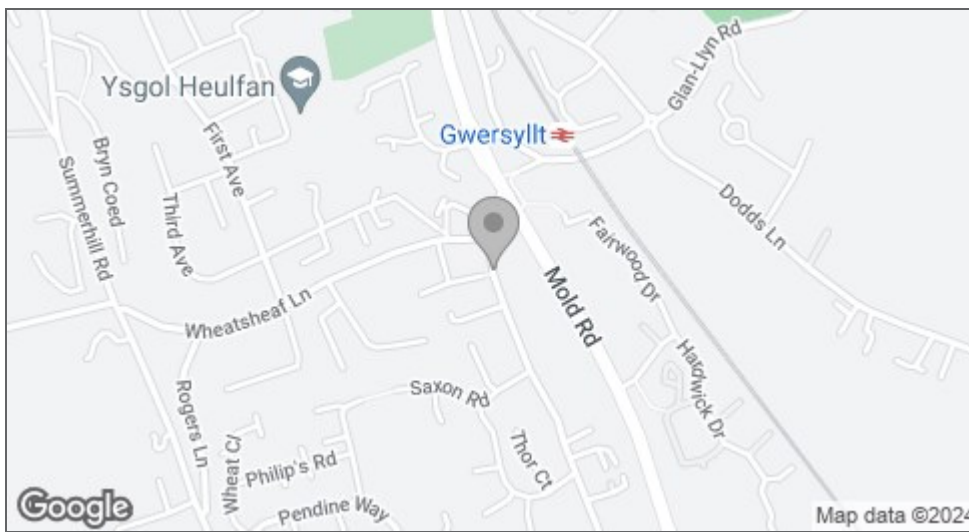 Glan-Llyn Rd
Ysgol Heulfan
Gwersyllt
First Ave
Bryn Coed
Summerhill Rd
Third Ave
Dodds Ln
Fairwood Dr
Mold Rd
Wheatsheaf Ln
Hardwick Dr
Saxon Rd
Rogers Ln
Wheat Cl
Thor Ct
Philip's Rd
Pendine Way
Google
Map data ©2024